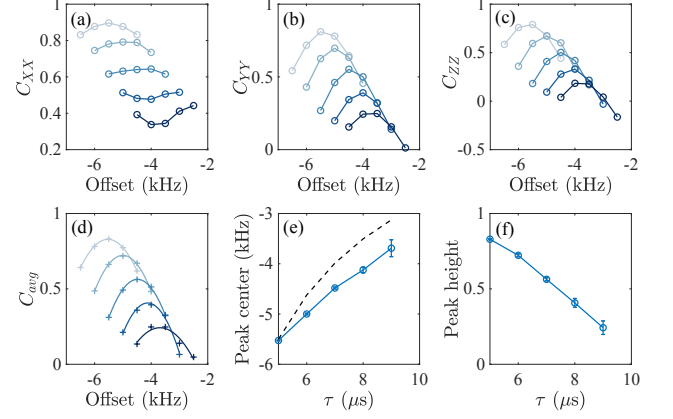 (a)
(b)
(c)
1
0.8
0.6
0.4
0.2
C_XX
-6
-4
-2
Offset (kHz)
1
0.5
0
C_YY
-6
-4
-2
Offset (kHz)
1
0.5
0
-0.5
C_ZZ
-6
-4
-2
Offset (kHz)
(d)
(e)
(f)
1
0.5
0
C_avg
-6
-4
-2
Offset (kHz)
-3
-4
-5
-6
Peak center (kHz)
6
8
10
τ (μs)
1
0.5
0
Peak height
6
8
10
τ (μs)